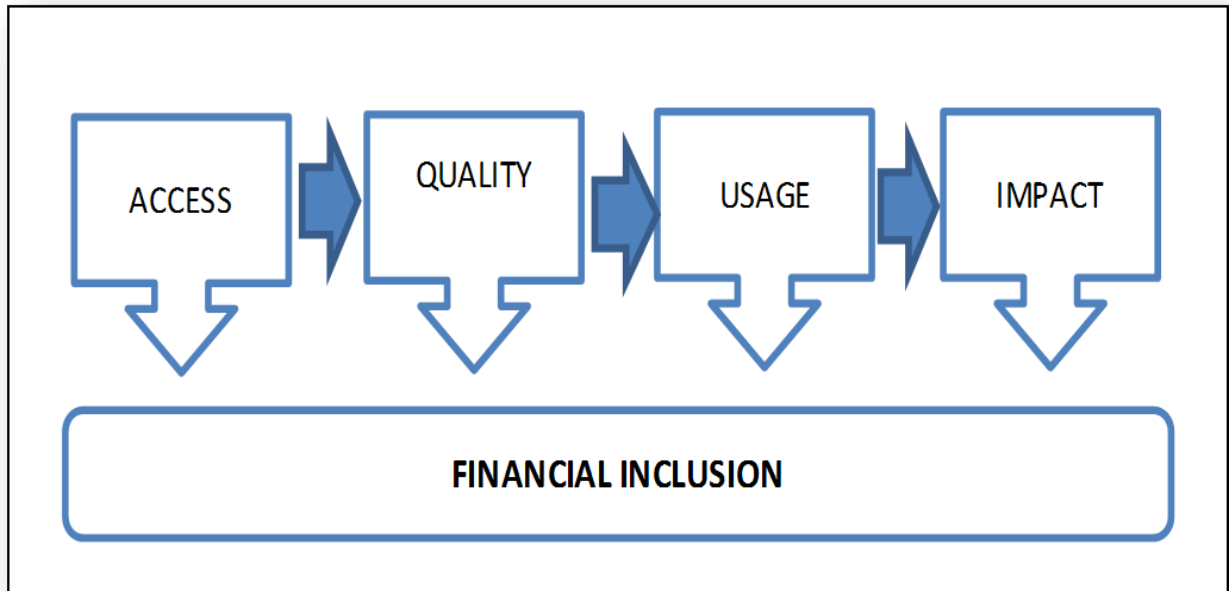 ACCESS
QUALITY
USAGE
IMPACT
FINANCIAL INCLUSION